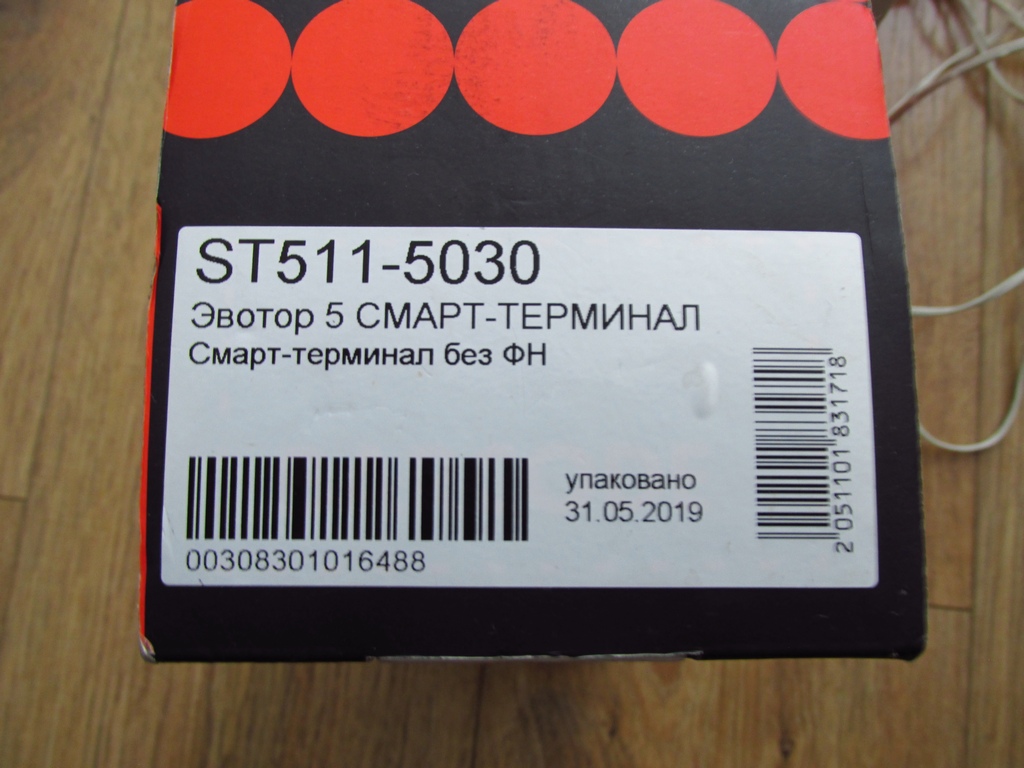 ST511-5030
Эвотор 5 СМАРТ-ТЕРМИНАЛ
Смарт-терминал без ФН
упаковано
31.05.2019
00308301016488
2 051101 831718